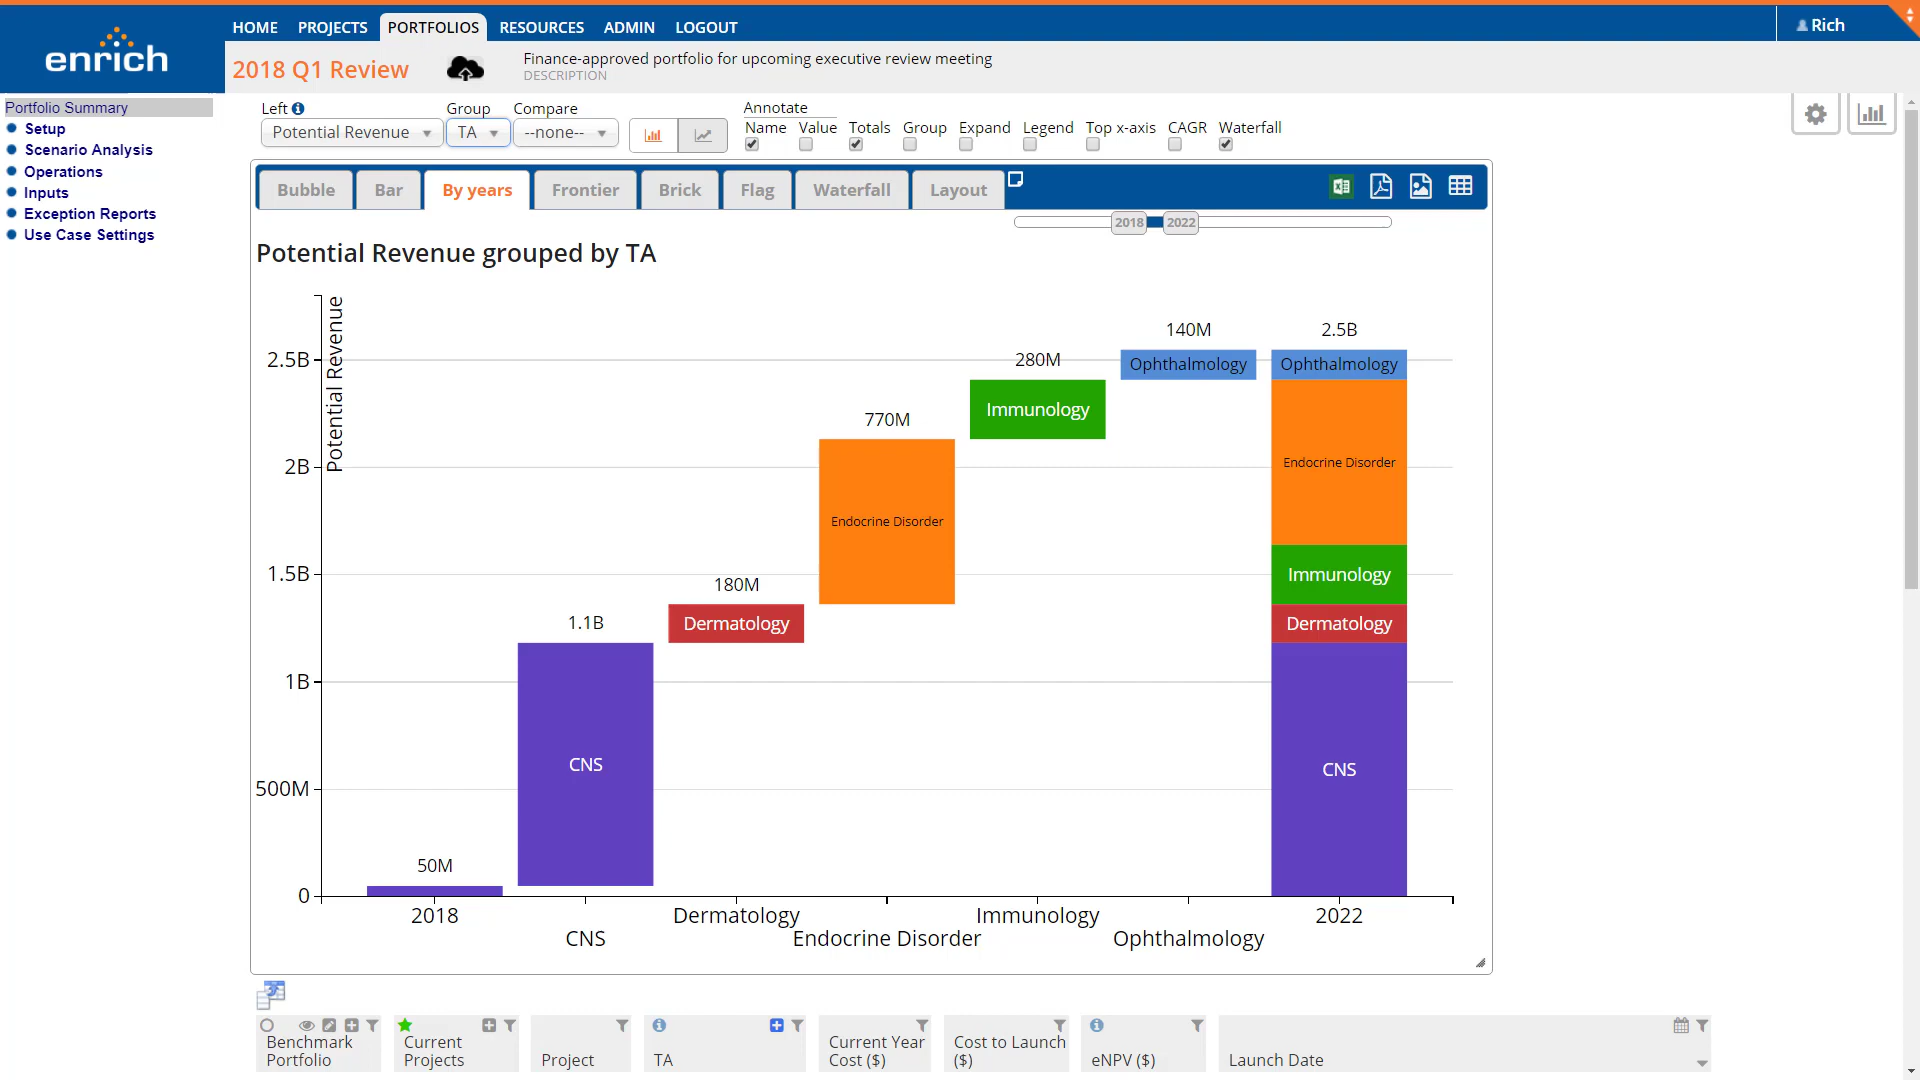 HOME PROJECTS PORTFOLIOS RESOURCES ADMIN LOGOUT
Rich
enrich
2018 Q1 Review
Finance-approved portfolio for upcoming executive review meeting
DESCRIPTION
Portfolio Summary
Setup
Scenario Analysis
Operations
Inputs
Exception Reports
Use Case Settings
Left Group Compare
Potential Revenue TA --none--
Annotate
Name Value Totals Group Expand Legend Top x-axis CAGR Waterfall
Bubble Bar By years Frontier Brick Flag Waterfall Layout
2018 2022
Potential Revenue grouped by TA
Potential Revenue
2.5B
2B
1.5B
1B
500M
0
50M
1.1B
CNS
180M
Dermatology
770M
Endocrine Disorder
280M
Immunology
140M
Ophthalmology
2.5B
Ophthalmology
Endocrine Disorder
Immunology
Dermatology
CNS
2018 Dermatology Immunology 2022
CNS Endocrine Disorder Ophthalmology
Benchmark Portfolio
Current Projects
Project
TA
Current Year Cost ($)
Cost to Launch ($)
eNPV ($)
Launch Date